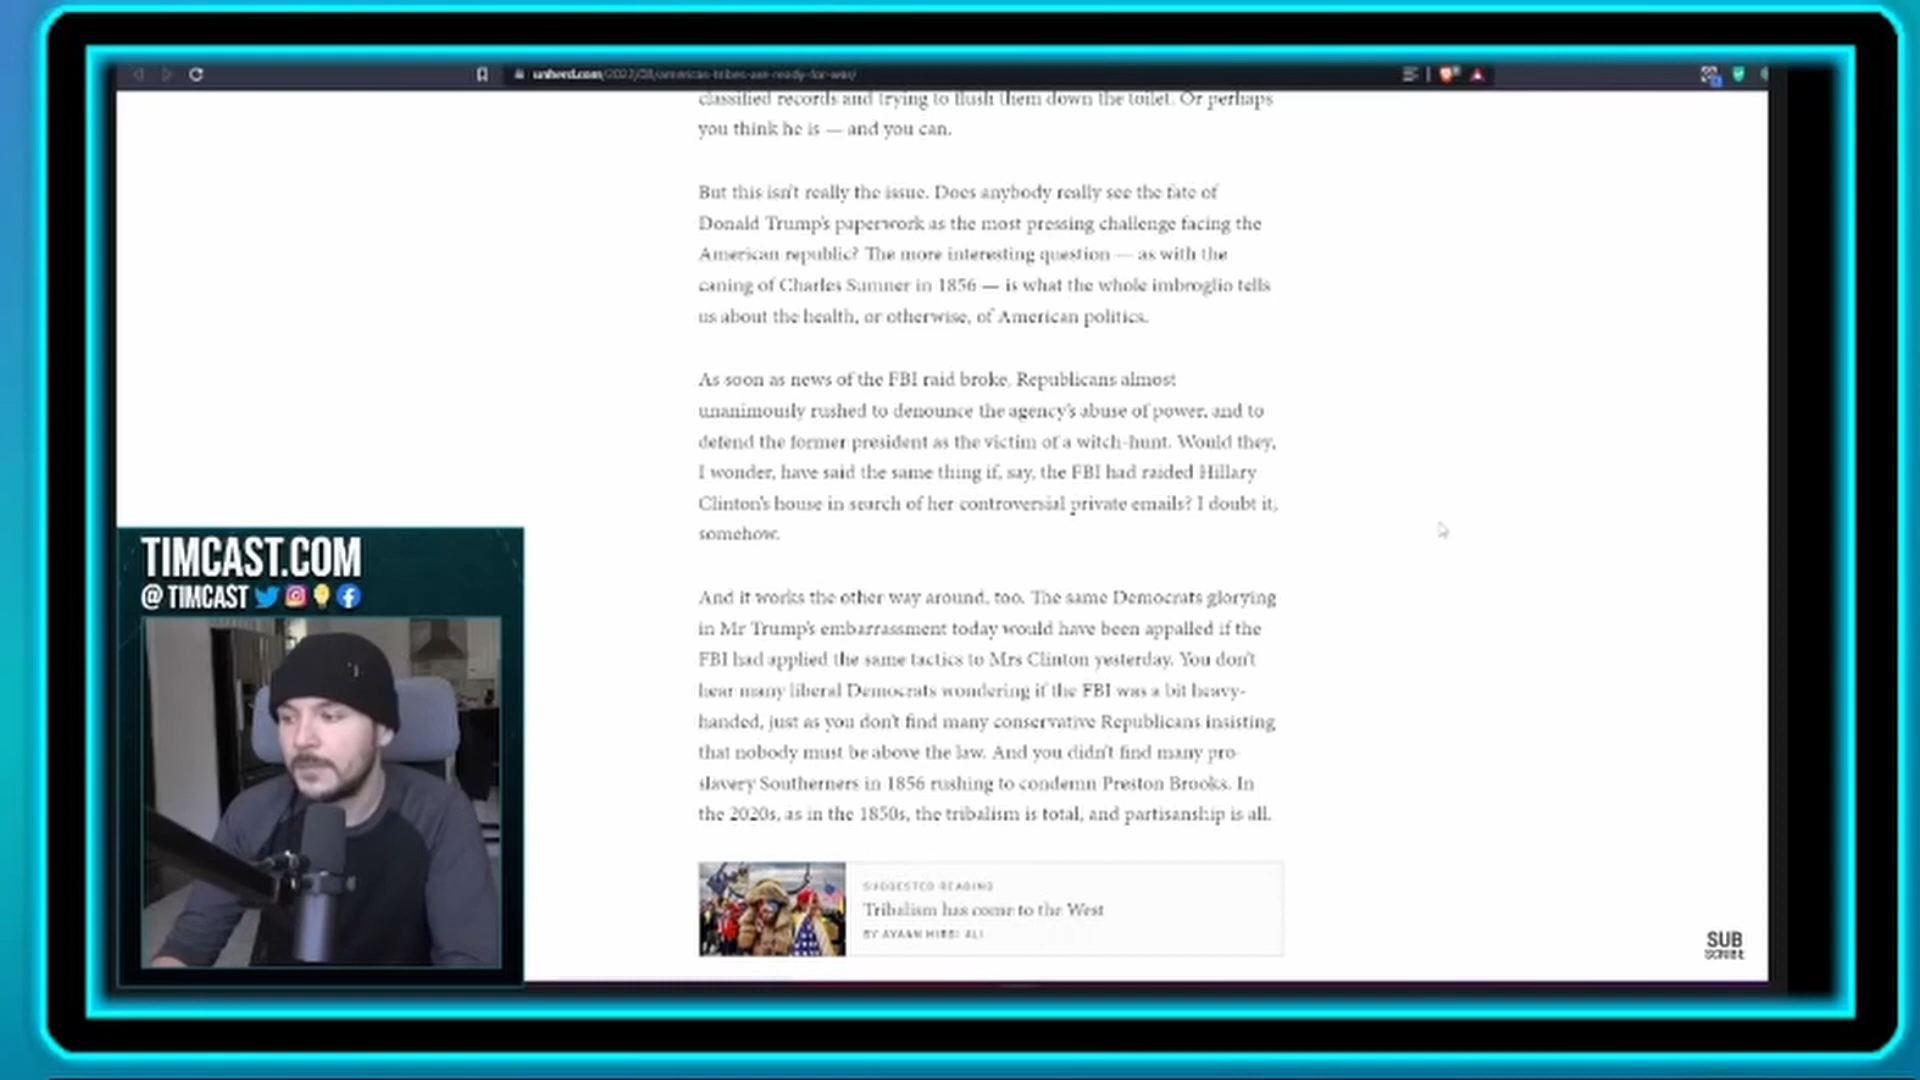 unherd.com/2022/08/americas-tribes-are-ready-for-war/
classified records and trying to flush them down the toilet. Or perhaps
you think he is — and you can.
But this isn't really the issue. Does anybody really see the fate of
Donald Trump's paperwork as the most pressing challenge facing the
American republic? The more interesting question — as with the
caning of Charles Sumner in 1856 — is what the whole imbroglio tells
us about the health, or otherwise, of American politics.
As soon as news of the FBI raid broke, Republicans almost
unanimously rushed to denounce the agency's abuse of power, and to
defend the former president as the victim of a witch-hunt. Would they,
I wonder, have said the same thing if, say, the FBI had raided Hillary
Clinton's house in search of her controversial private emails? I doubt it,
somehow.
And it works the other way around, too. The same Democrats glorying
in Mr Trump's embarrassment today would have been appalled if the
FBI had applied the same tactics to Mrs Clinton yesterday. You don't
hear many liberal Democrats wondering if the FBI was a bit heavy-
handed, just as you don't find many conservative Republicans insisting
that nobody must be above the law. And you didn't find many pro-
slavery Southerners in 1856 rushing to condemn Preston Brooks. In
the 2020s, as in the 1850s, the tribalism is total, and partisanship is all.
SUGGESTED READING
Tribalism has come to the West
BY AYAAN HIRSI ALI
TIMCAST.COM
@ TIMCAST
SUB
SCRIBE